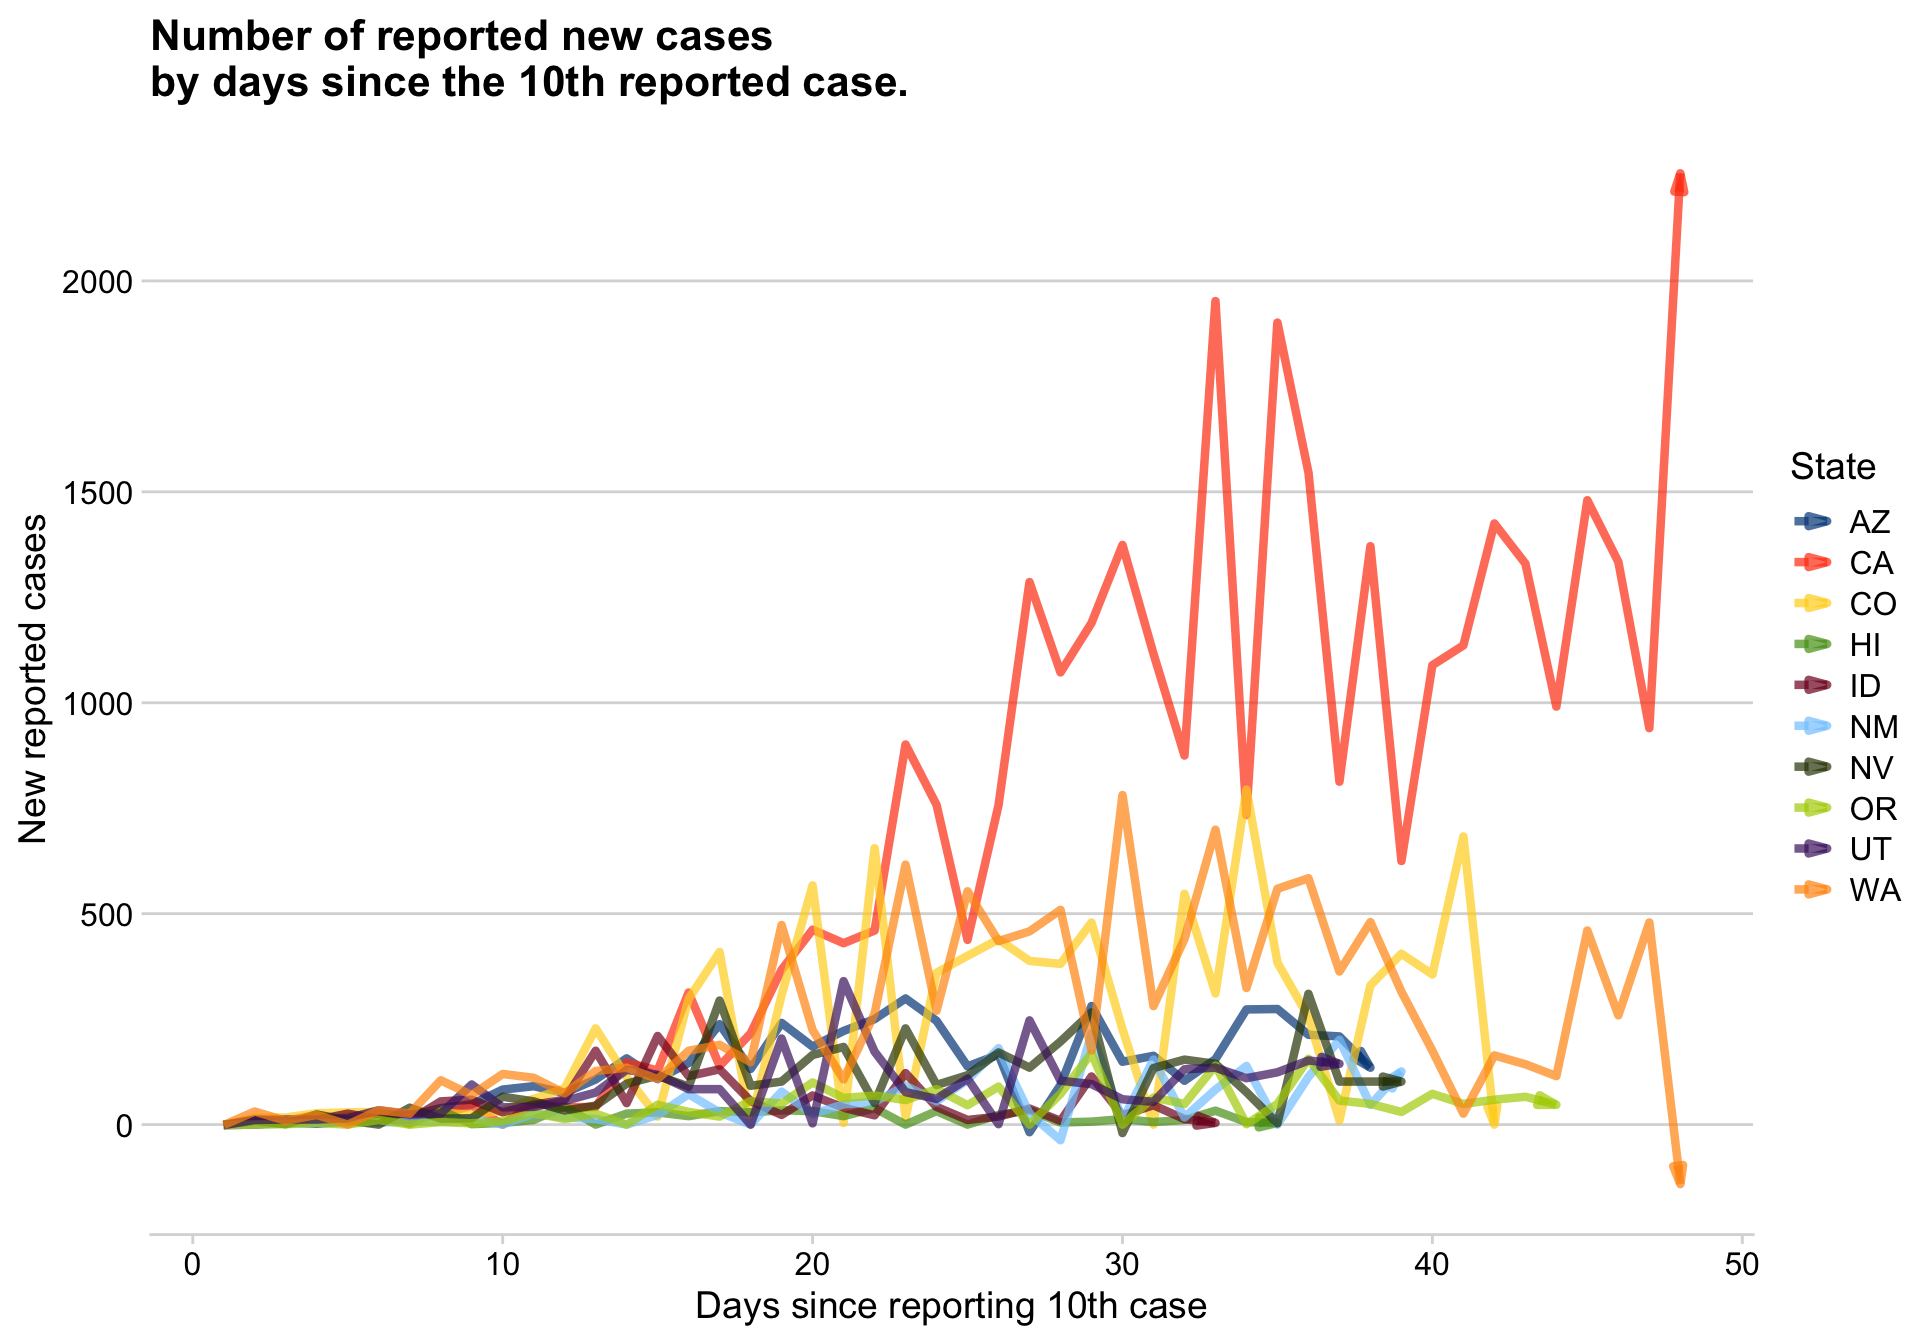 Number of reported new cases
by days since the 10th reported case.
2000
1500
1000
500
0
New reported cases
0 10 20 30 40 50
Days since reporting 10th case
State
AZ
CA
CO
HI
ID
NM
NV
OR
UT
WA